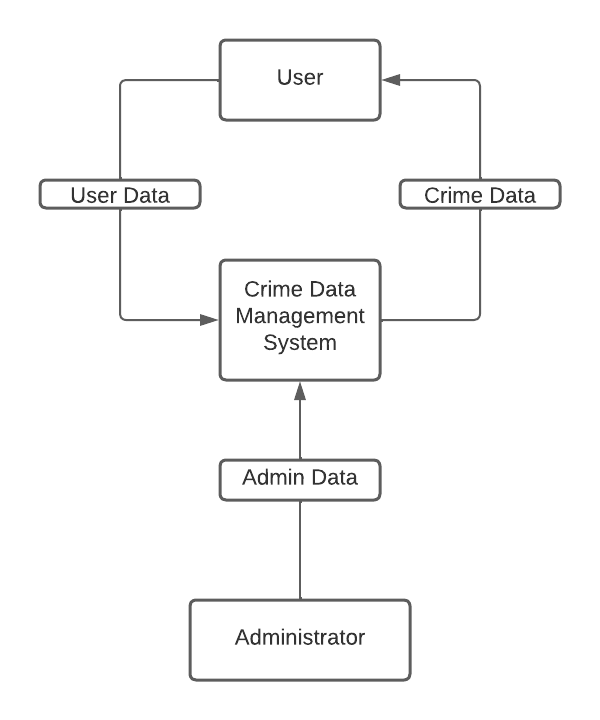 User
User Data
Crime Data
Crime Data
Management
System
Admin Data
Administrator